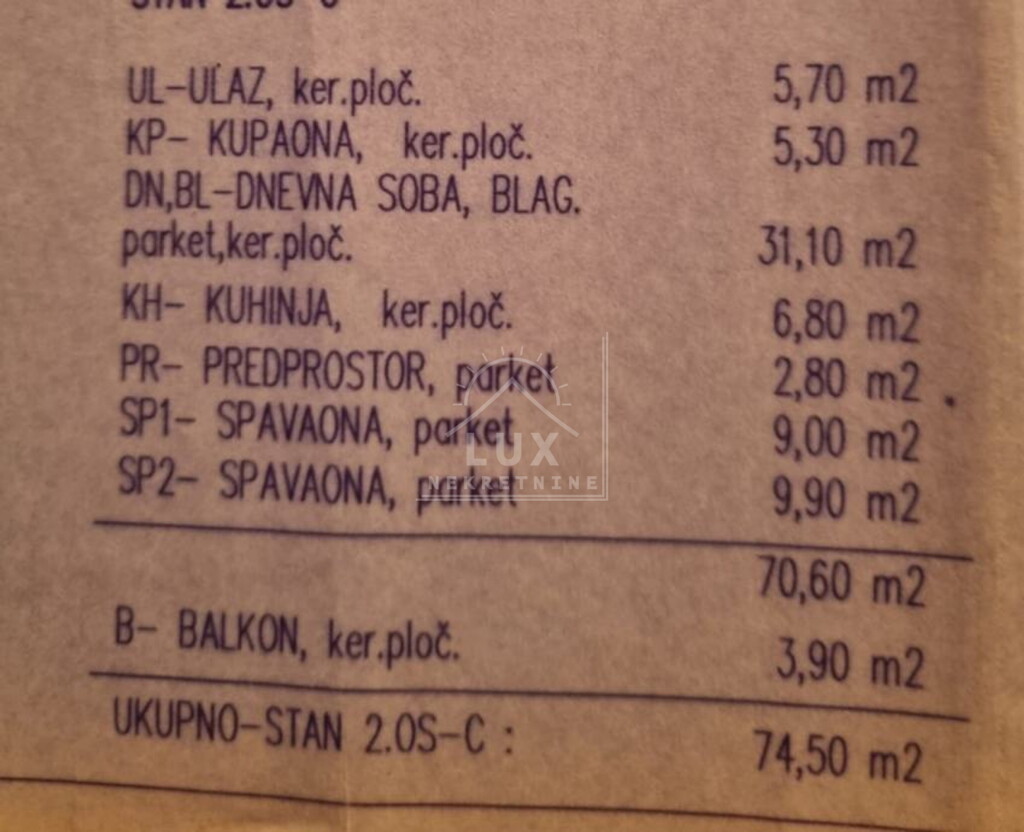 STAN 2.0S-C
UL-ULAZ, ker.ploč. 5,70 m2
KP- KUPAONA, ker.ploč. 5,30 m2
DN,BL-DNEVNA SOBA, BLAG.
parket,ker.ploč. 31,10 m2
KH- KUHINJA, ker.ploč. 6,80 m2
PR- PREDPROSTOR, parket 2,80 m2
SP1- SPAVAONA, parket 9,00 m2
LUX
SP2- SPAVAONA, parket 9,90 m2
NEKRETNINE
70,60 m2
B- BALKON, ker.ploč. 3,90 m2
UKUPNO-STAN 2.0S-C : 74,50 m2